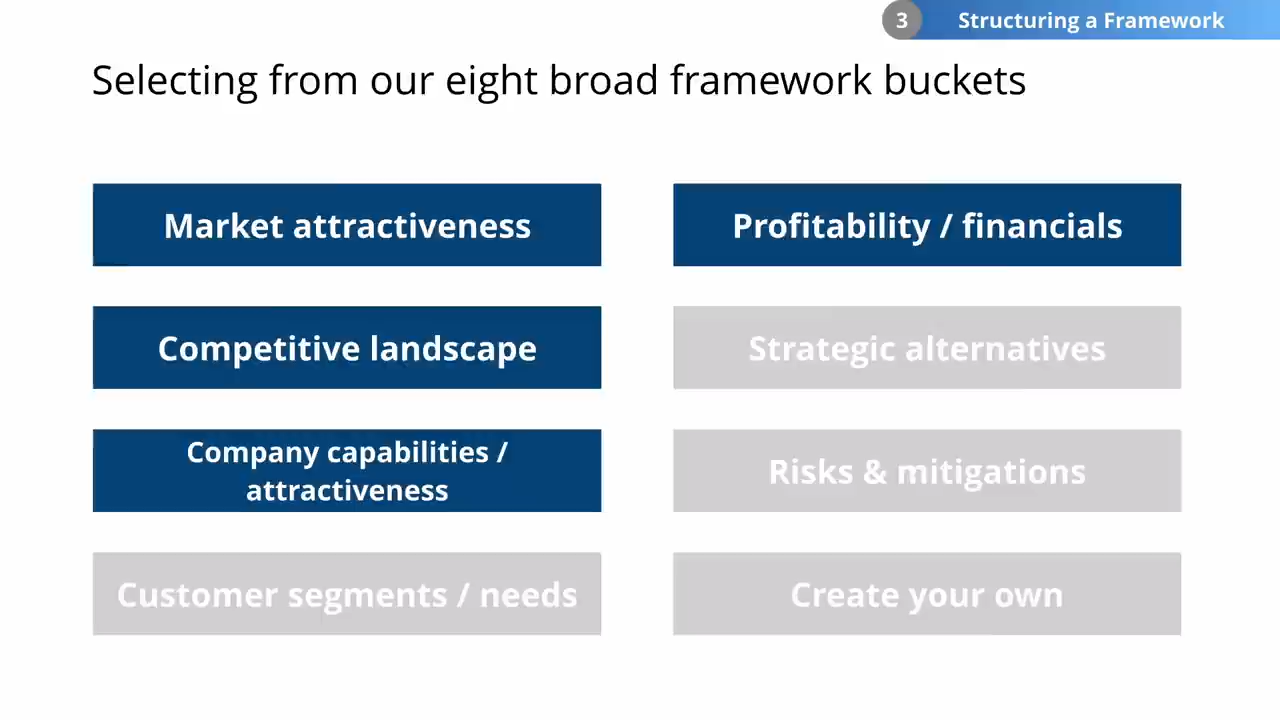 3
Structuring a Framework
Selecting from our eight broad framework buckets
Market attractiveness
Profitability / financials
Competitive landscape
Strategic alternatives
Company capabilities /
attractiveness
Risks & mitigations
Customer segments / needs
Create your own